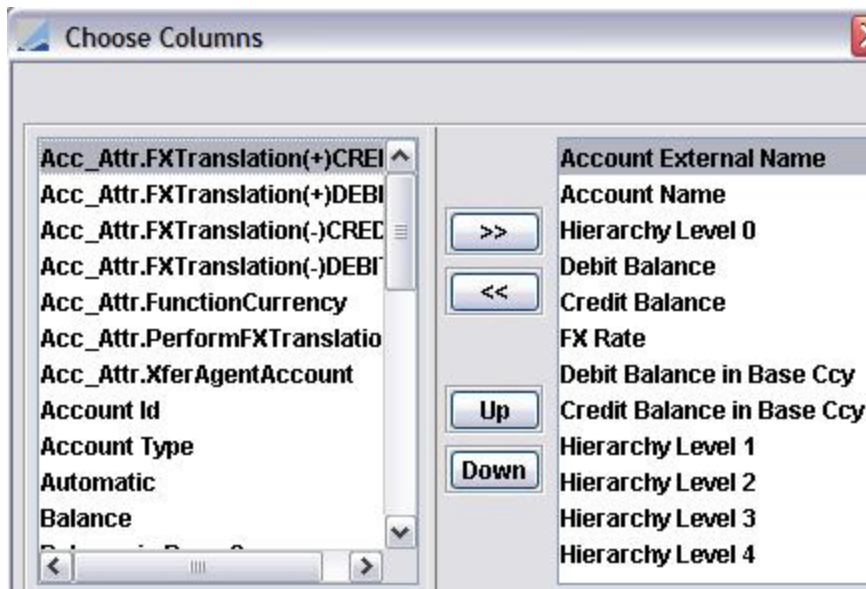 Choose Columns
Acc_Attr.FXTranslation(+)CREI
Acc_Attr.FXTranslation(+)DEBI
Acc_Attr.FXTranslation(-)CRED
Acc_Attr.FXTranslation(-)DEBIT
Acc_Attr.FunctionCurrency
Acc_Attr.PerformFXTranslatio
Acc_Attr.XferAgentAccount
Account Id
Account Type
Automatic
Balance
>>
<<
Up
Down
Account External Name
Account Name
Hierarchy Level 0
Debit Balance
Credit Balance
FX Rate
Debit Balance in Base Ccy
Credit Balance in Base Ccy
Hierarchy Level 1
Hierarchy Level 2
Hierarchy Level 3
Hierarchy Level 4